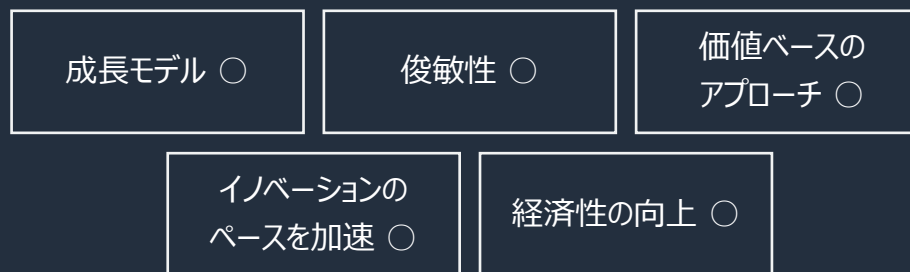 成長モデル ○
俊敏性 ○
価値ベースの
アプローチ ○
イノベーションの
ペースを加速 ○
経済性の向上 ○